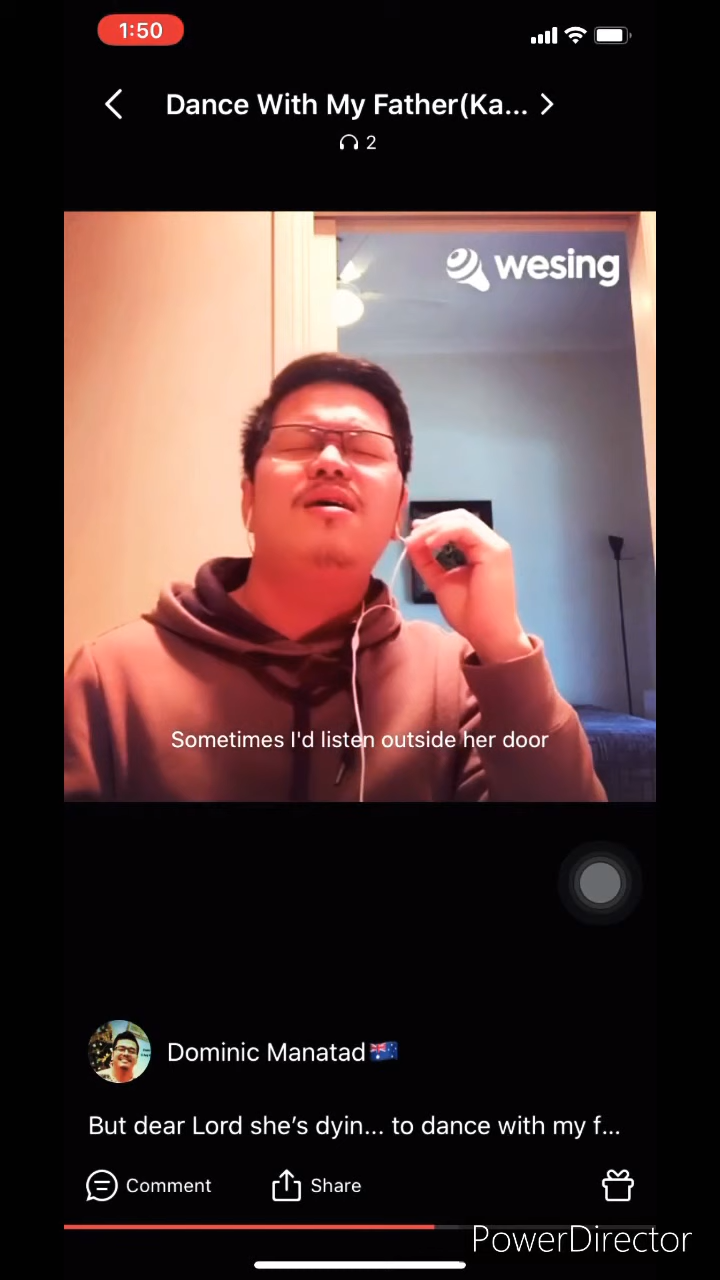 1:50
Dance With My Father(Ka...
2
wesing
Sometimes I'd listen outside her door
Dominic Manatad🇦🇺
But dear Lord she’s dyin... to dance with my f...
Comment
Share
PowerDirector